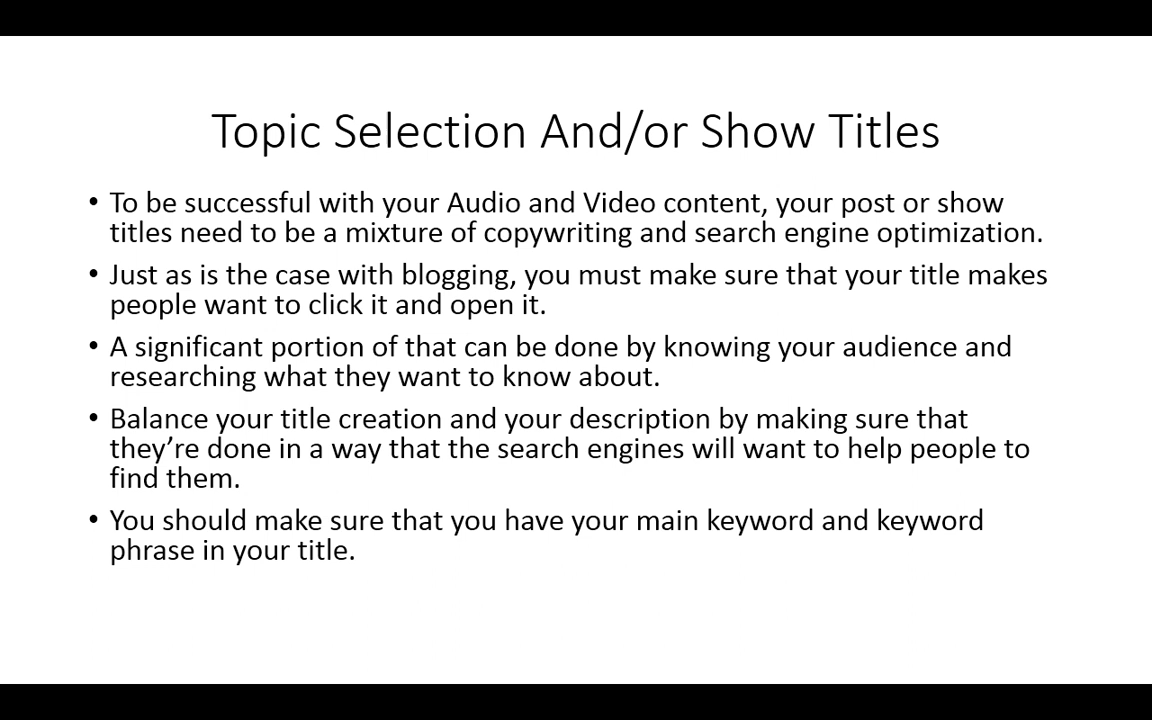 Topic Selection And/or Show Titles
• To be successful with your Audio and Video content, your post or show
titles need to be a mixture of copywriting and search engine optimization.
• Just as is the case with blogging, you must make sure that your title makes
people want to click it and open it.
• A significant portion of that can be done by knowing your audience and
researching what they want to know about.
• Balance your title creation and your description by making sure that
they’re done in a way that the search engines will want to help people to
find them.
• You should make sure that you have your main keyword and keyword
phrase in your title.